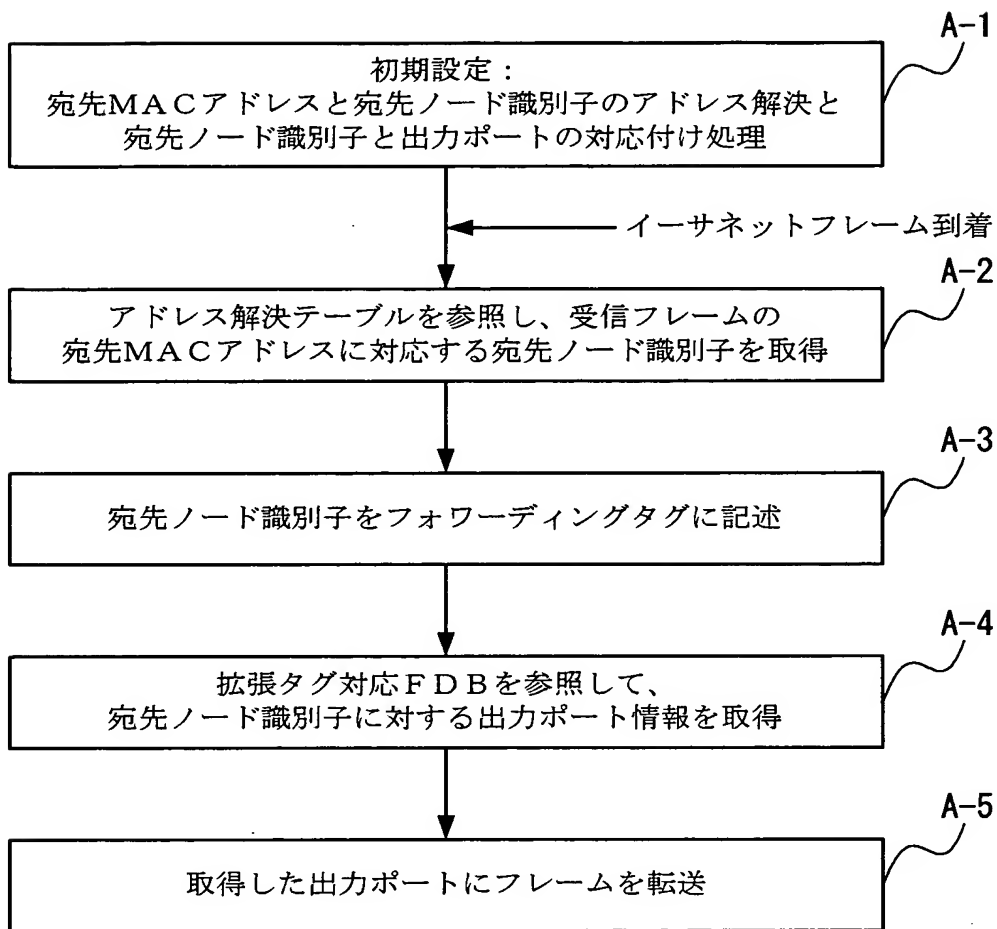 A-1
初期設定：
宛先ＭＡＣアドレスと宛先ノード識別子のアドレス解決と
宛先ノード識別子と出力ポートの対応付け処理
イーサネットフレーム到着
A-2
アドレス解決テーブルを参照し、受信フレームの
宛先ＭＡＣアドレスに対応する宛先ノード識別子を取得
A-3
宛先ノード識別子をフォワーディングタグに記述
A-4
拡張タグ対応ＦＤＢを参照して、
宛先ノード識別子に対する出力ポート情報を取得
A-5
取得した出力ポートにフレームを転送